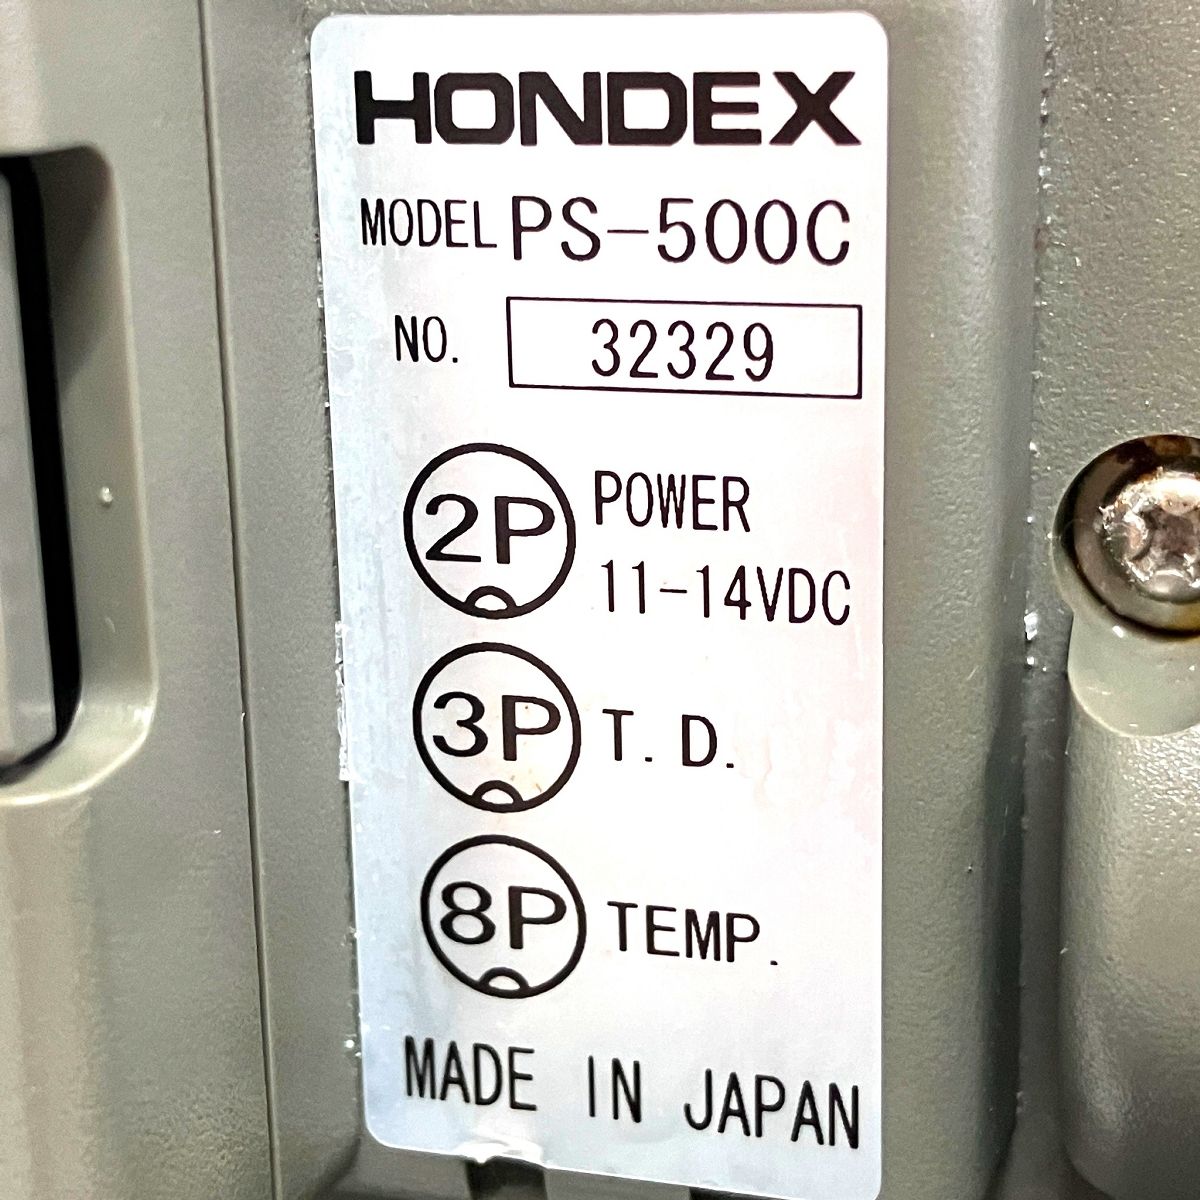 HONDEX
MODEL PS-500C
NO. 32329
2P POWER
11-14VDC
3P T.D.
8P TEMP.
MADE IN JAPAN